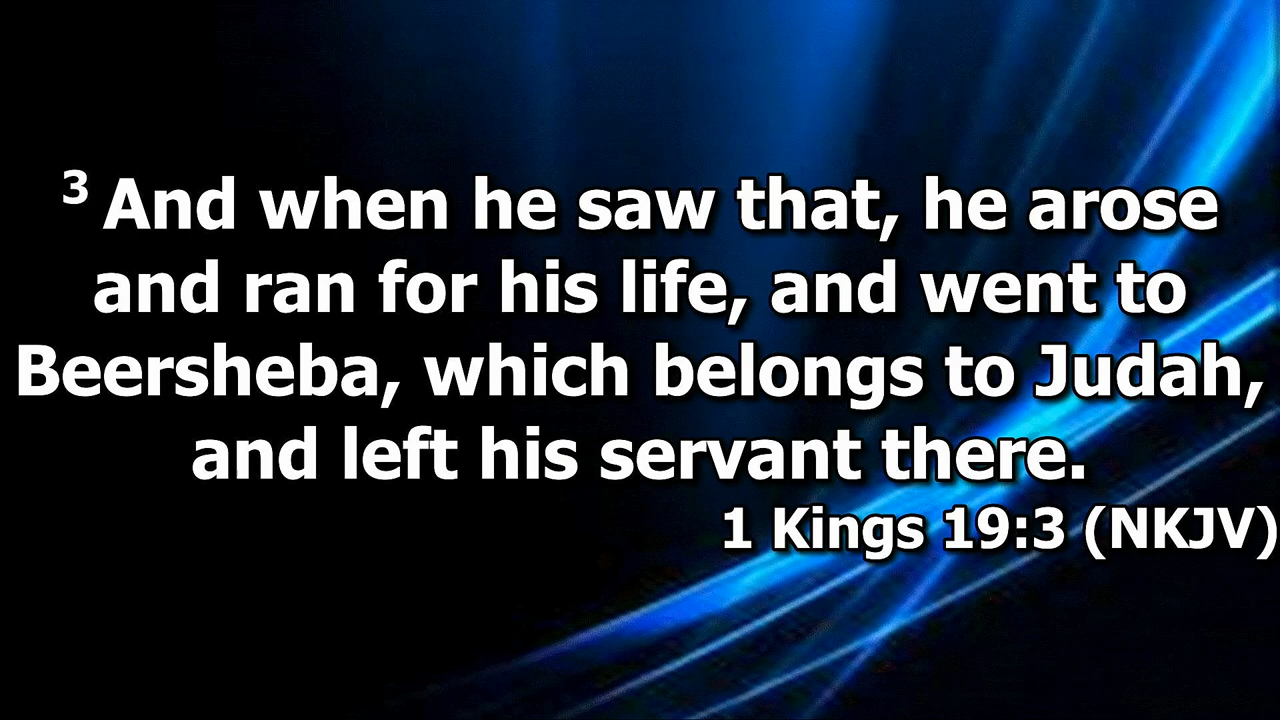 3 And when he saw that, he arose
and ran for his life, and went to
Beersheba, which belongs to Judah,
and left his servant there.
1 Kings 19:3 (NKJV)